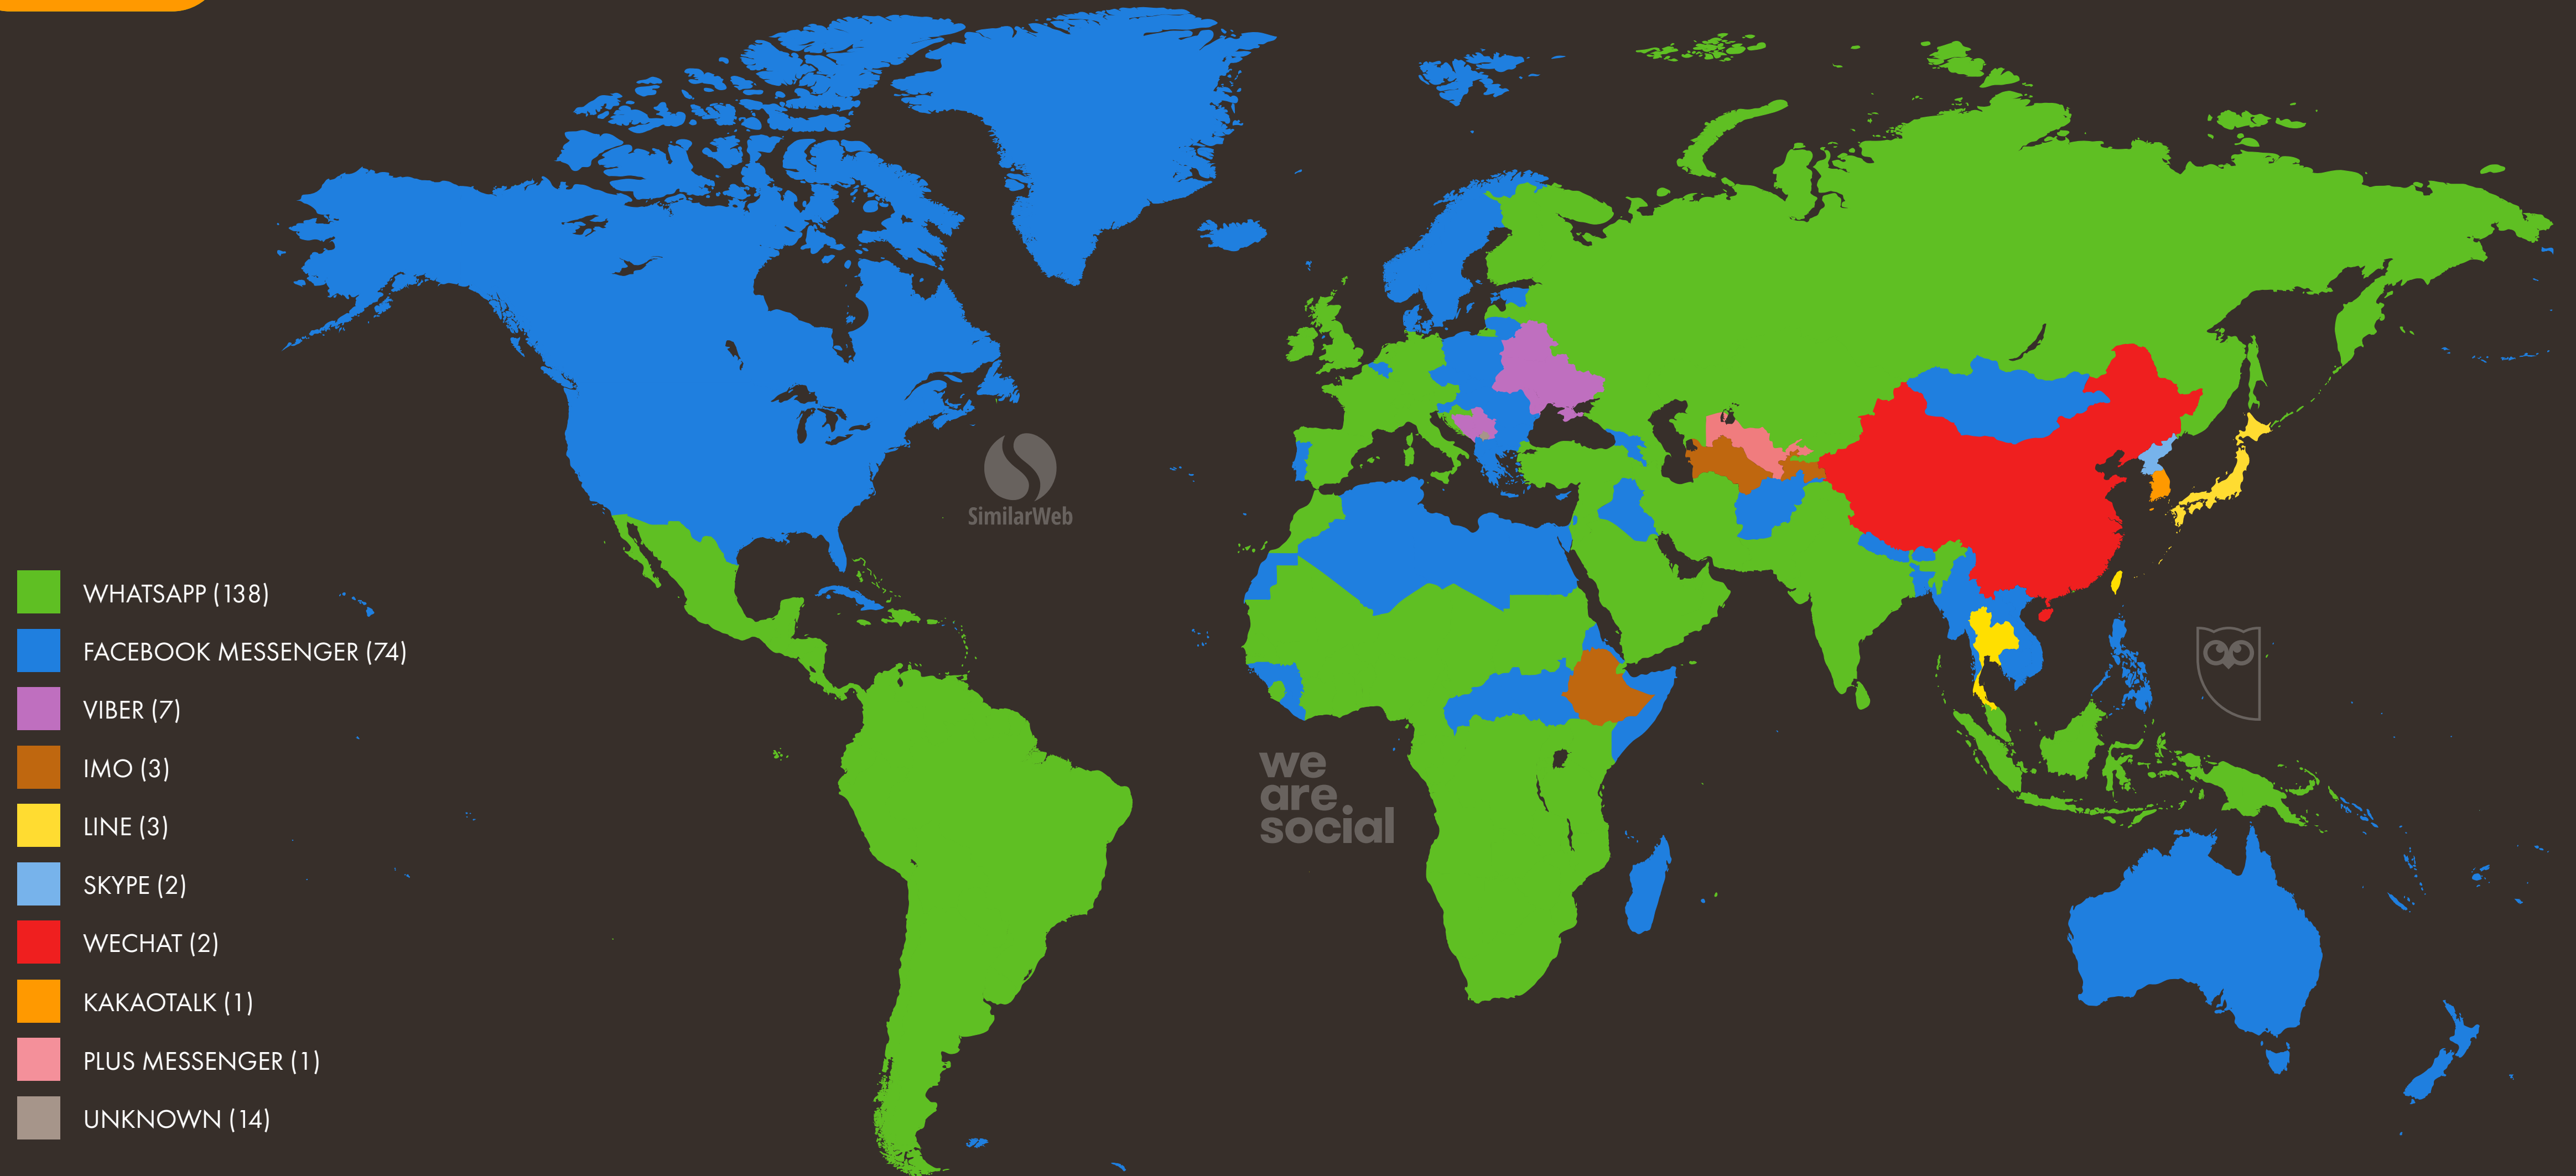 SimilarWeb
WHATSAPP (138)
FACEBOOK MESSENGER (74)
VIBER (7)
IMO (3)
LINE (3)
SKYPE (2)
WECHAT (2)
KAKAOTALK (1)
PLUS MESSENGER (1)
UNKNOWN (14)
we
are
social